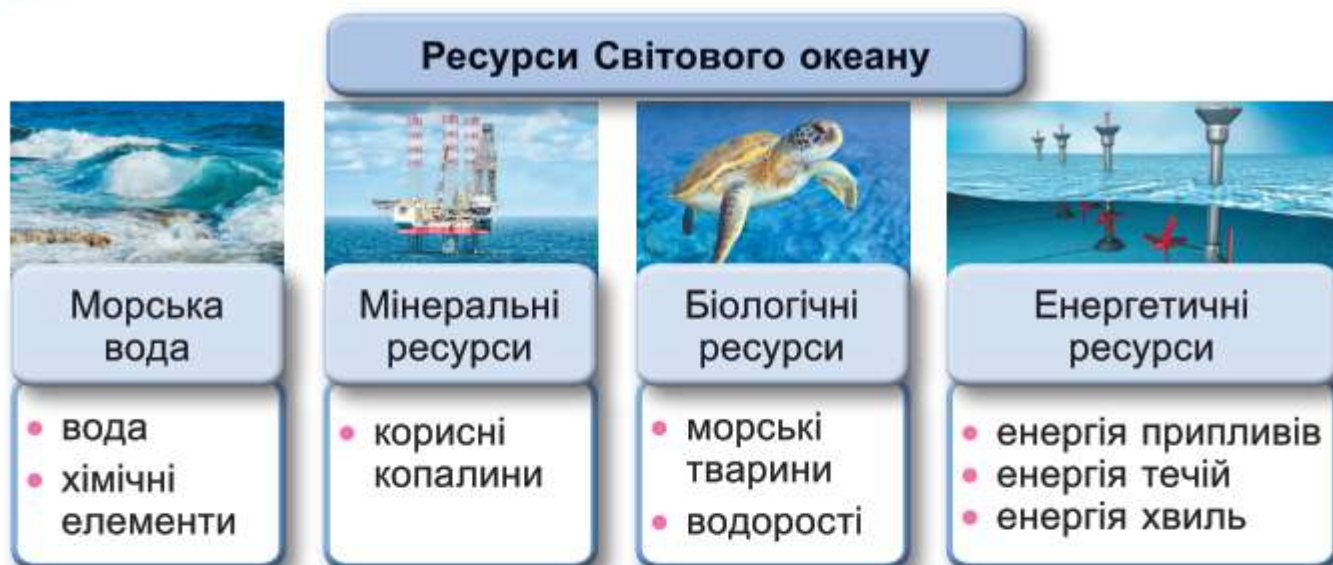 Ресурси Світового океану
Морська
вода
• вода
• хімічні
елементи
Мінеральні
ресурси
• корисні
копалини
Біологічні
ресурси
• морські
тварини
• водорості
Енергетичні
ресурси
• енергія припливів
• енергія течій
• енергія хвиль